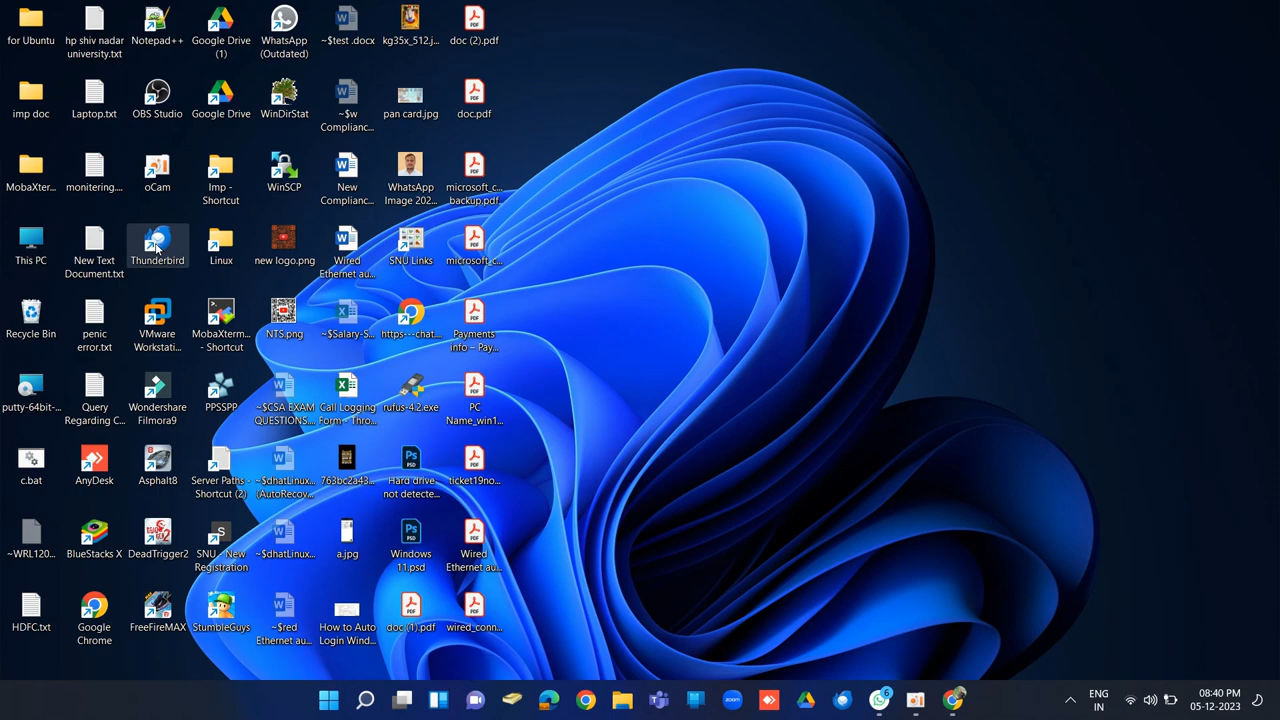 for Ubuntu
hp shiv nadar
university.txt
Notepad++
Google Drive
(1)
WhatsApp
(Outdated)
~$test .docx
kg35x_512.j...
doc (2).pdf
imp doc
Laptop.txt
OBS Studio
Google Drive
WinDirStat
~$w
Complianc...
pan card.jpg
doc.pdf
MobaXter...
monitering....
oCam
Imp -
Shortcut
WinSCP
New
Complianc...
WhatsApp
Image 202...
microsoft_c...
backup.pdf
This PC
New Text
Document.txt
Thunderbird
Linux
new logo.png
Wired
Ethernet au...
SNU Links
microsoft_c...
Recycle Bin
penic
error.txt
VMware
Workstati...
MobaXterm...
- Shortcut
NTS.png
~$Salary-S...
https---chat...
Payments
info – Pay...
putty-64bit-...
Query
Regarding C...
Wondershare
Filmora9
PPSSPP
~$CSA EXAM
QUESTIONS....
Call Logging
Form - Thro...
rufus-4.2.exe
PC
Name_win1...
c.bat
AnyDesk
Asphalt8
Server Paths -
Shortcut (2)
~$dhatLinux...
(AutoRecov...
763bc2a43...
Hard drive
not detecte...
ticket19no...
~WRL120...
BlueStacks X
DeadTrigger2
SNU - New
Registration
~$dhatLinux...
a.jpg
Windows
11.psd
Wired
Ethernet au...
HDFC.txt
Google
Chrome
FreeFireMAX
StumbleGuys
~$red
Ethernet au...
How to Auto
Login Wind...
doc (1).pdf
wired_conn...
zoom
6
ENG
IN
08:40 PM
05-12-2023